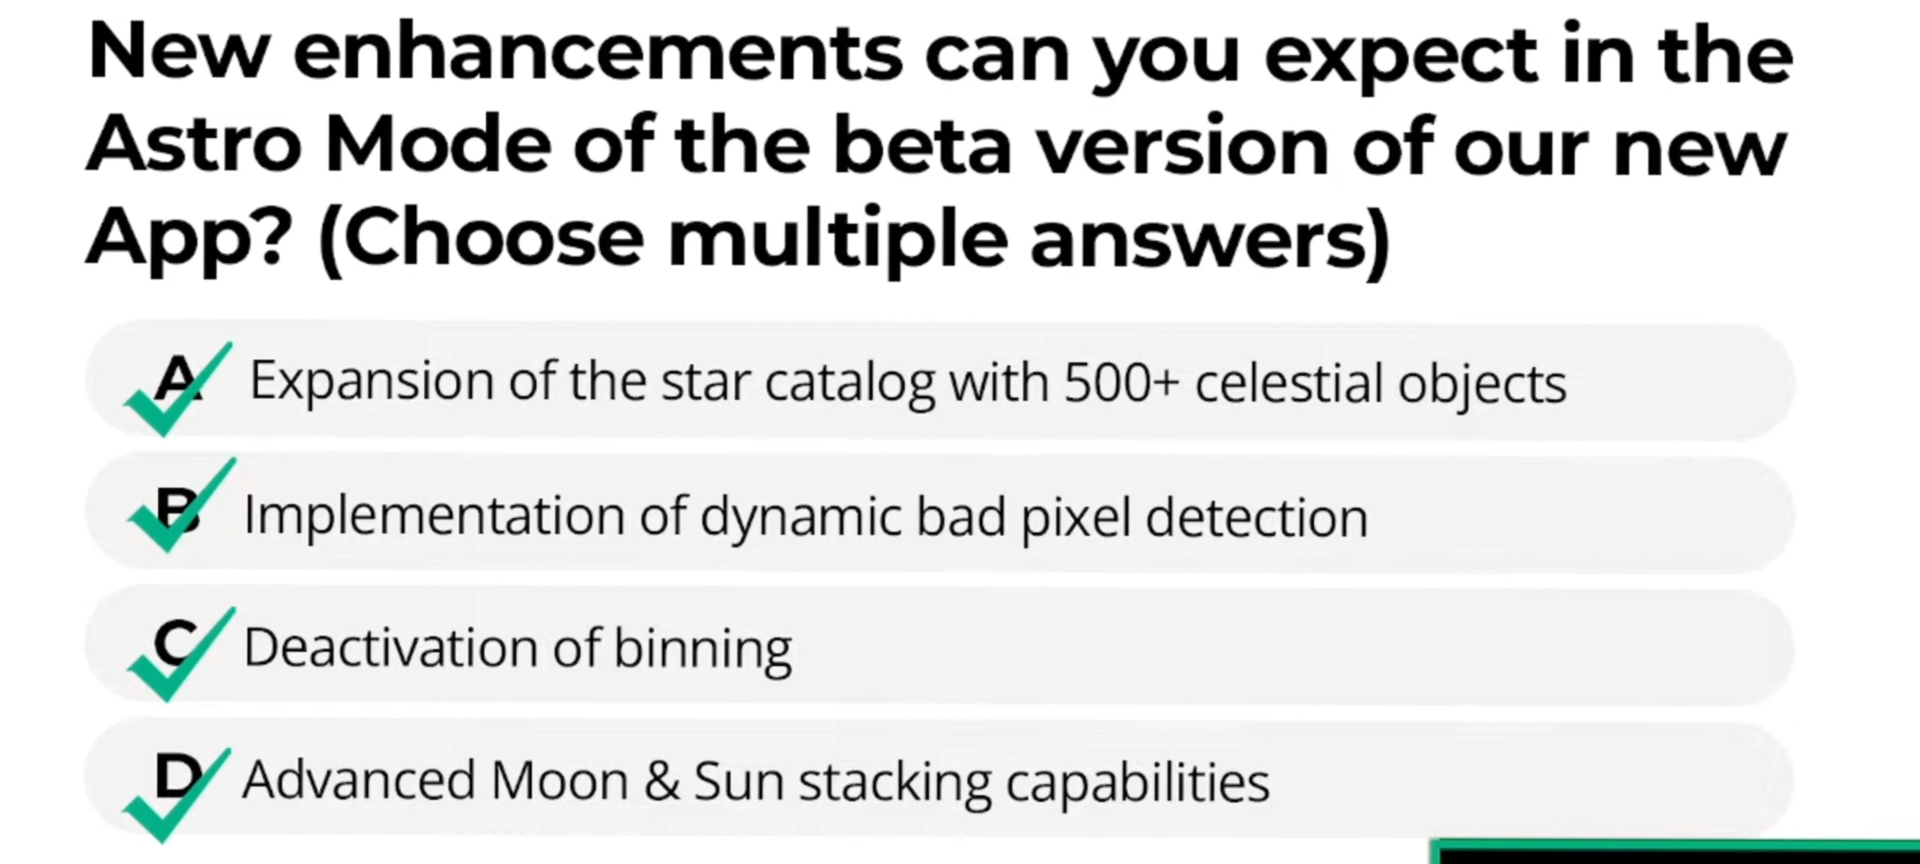 New enhancements can you expect in the
Astro Mode of the beta version of our new
App? (Choose multiple answers)
A Expansion of the star catalog with 500+ celestial objects
B Implementation of dynamic bad pixel detection
C Deactivation of binning
D Advanced Moon & Sun stacking capabilities